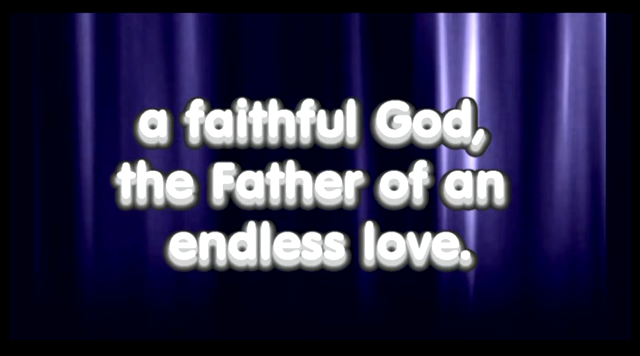 a faithful God,
the Father of an
endless love.